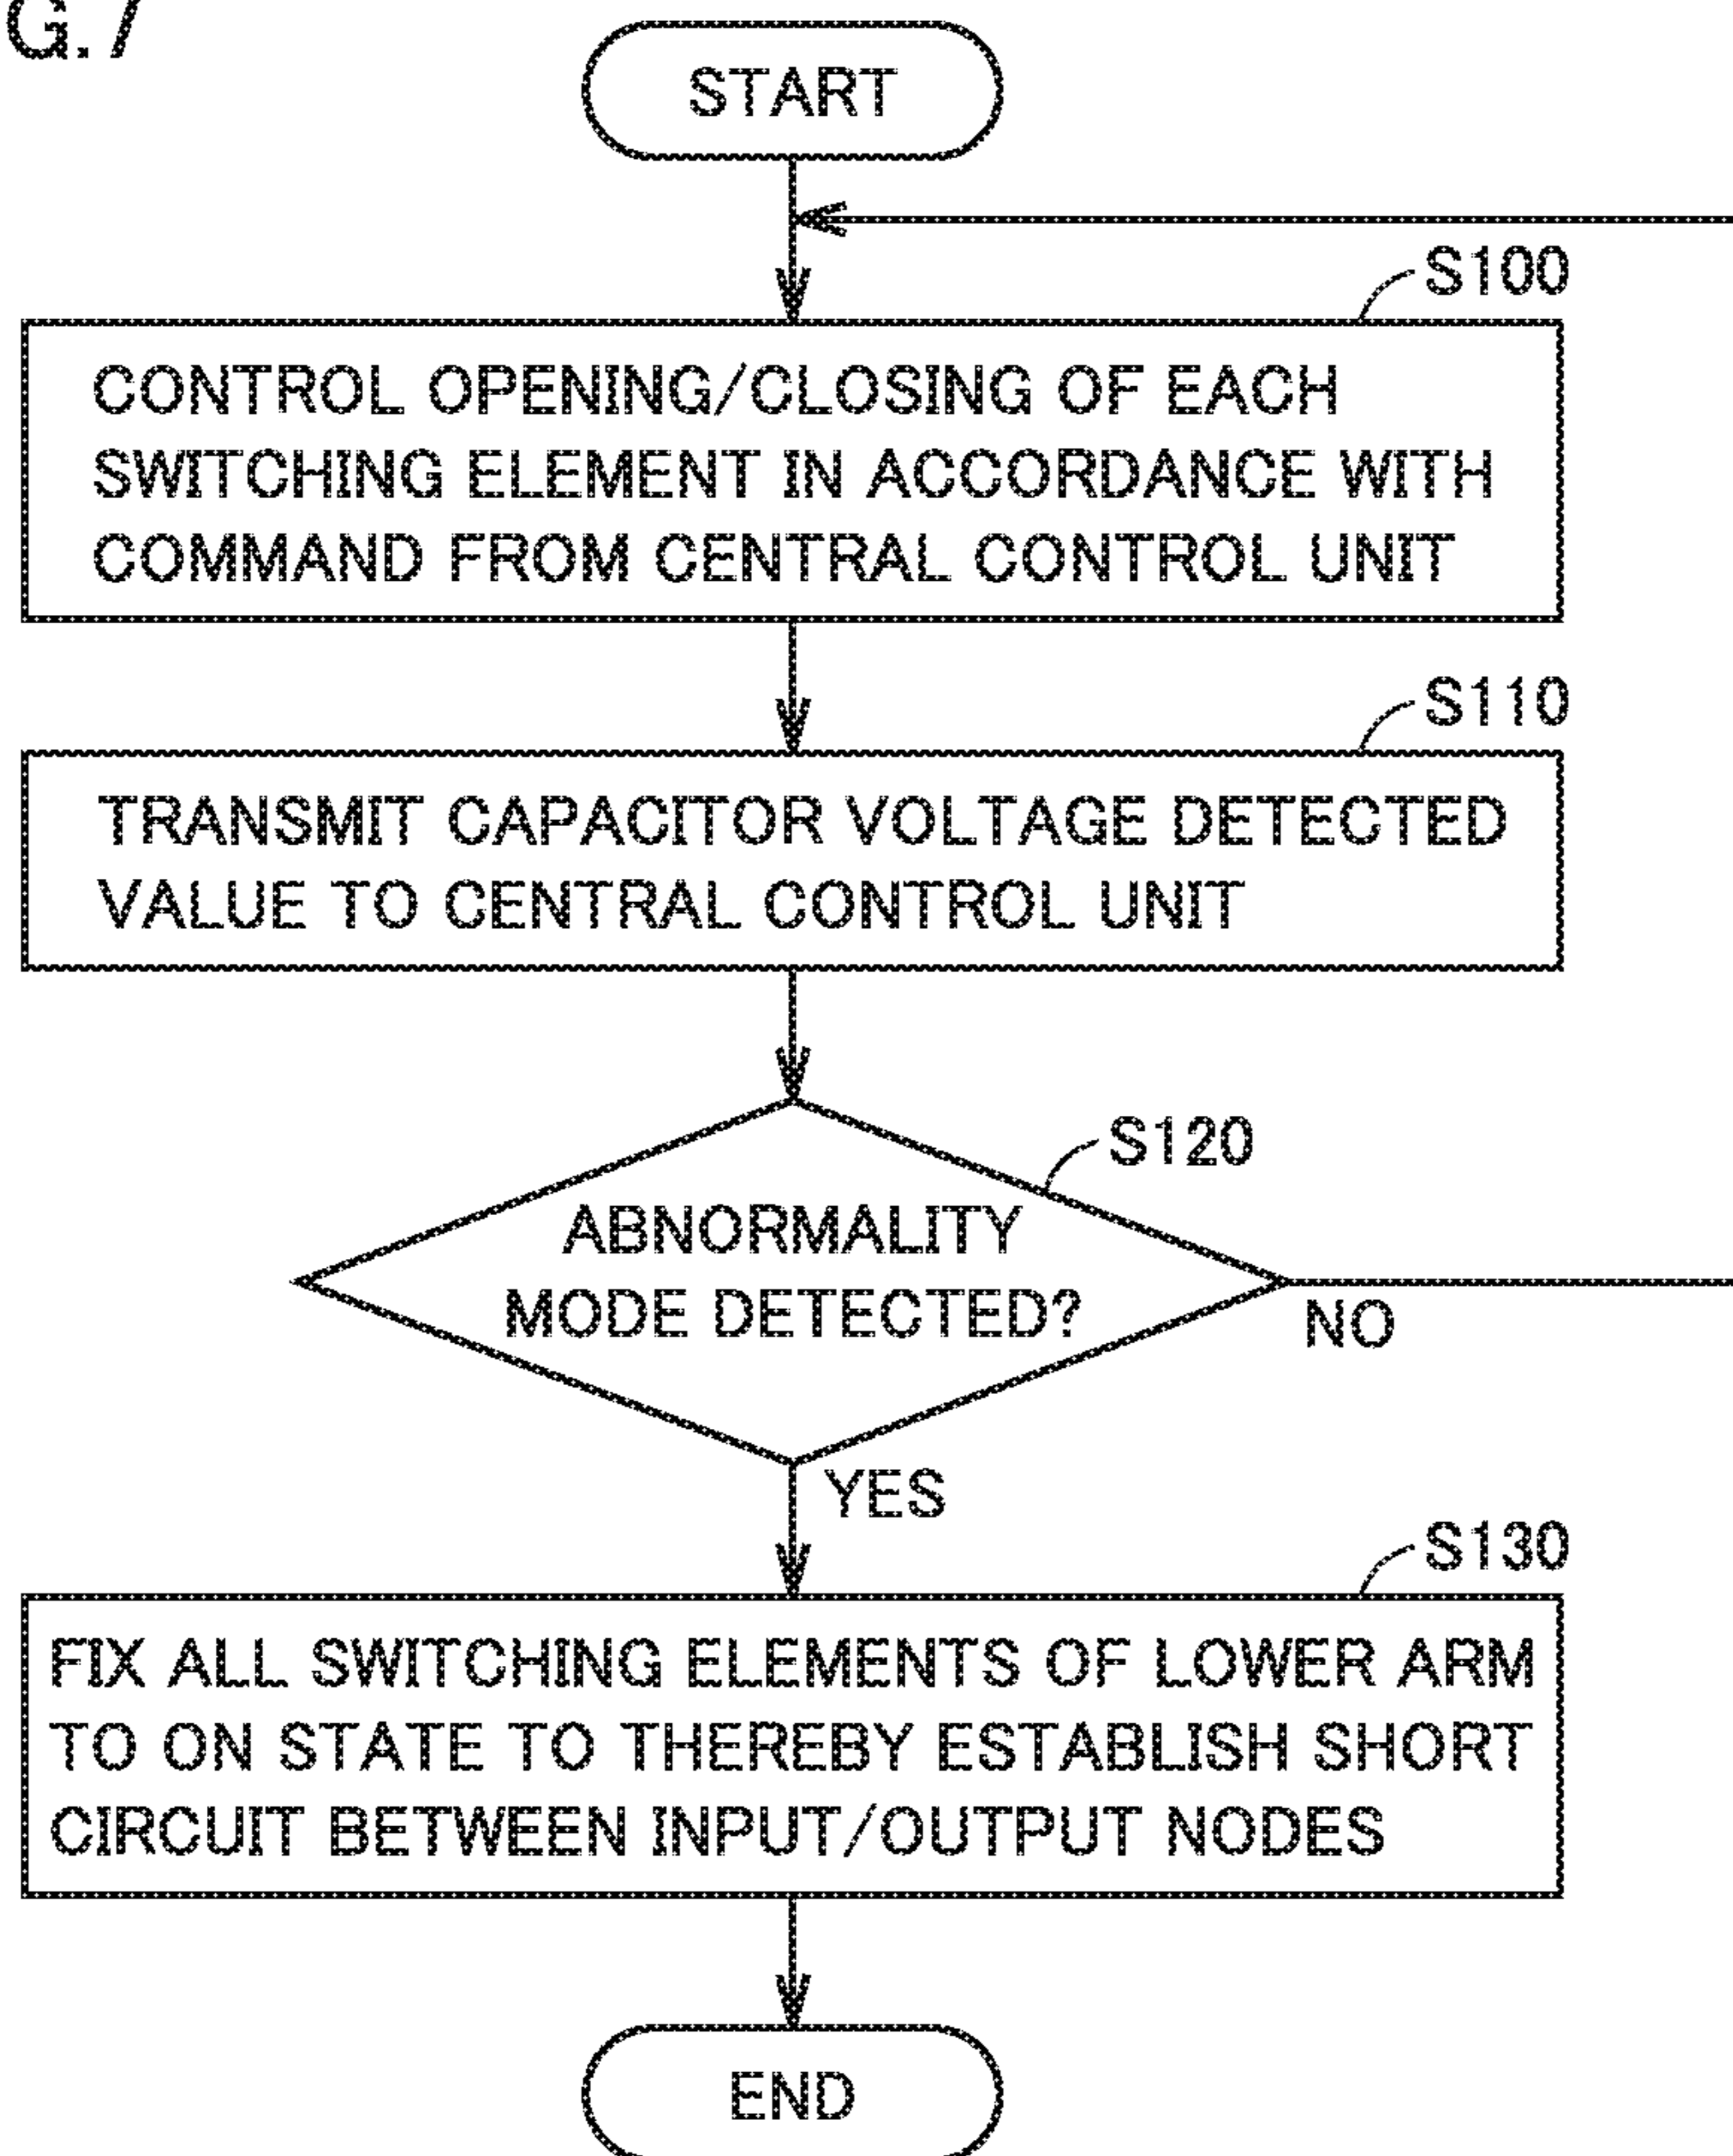 G.7
START
S100
CONTROL OPENING/CLOSING OF EACH
SWITCHING ELEMENT IN ACCORDANCE WITH
COMMAND FROM CENTRAL CONTROL UNIT
S110
TRANSMIT CAPACITOR VOLTAGE DETECTED
VALUE TO CENTRAL CONTROL UNIT
S120
ABNORMALITY
MODE DETECTED?
NO
YES
S130
FIX ALL SWITCHING ELEMENTS OF LOWER ARM
TO ON STATE TO THEREBY ESTABLISH SHORT
CIRCUIT BETWEEN INPUT/OUTPUT NODES
END